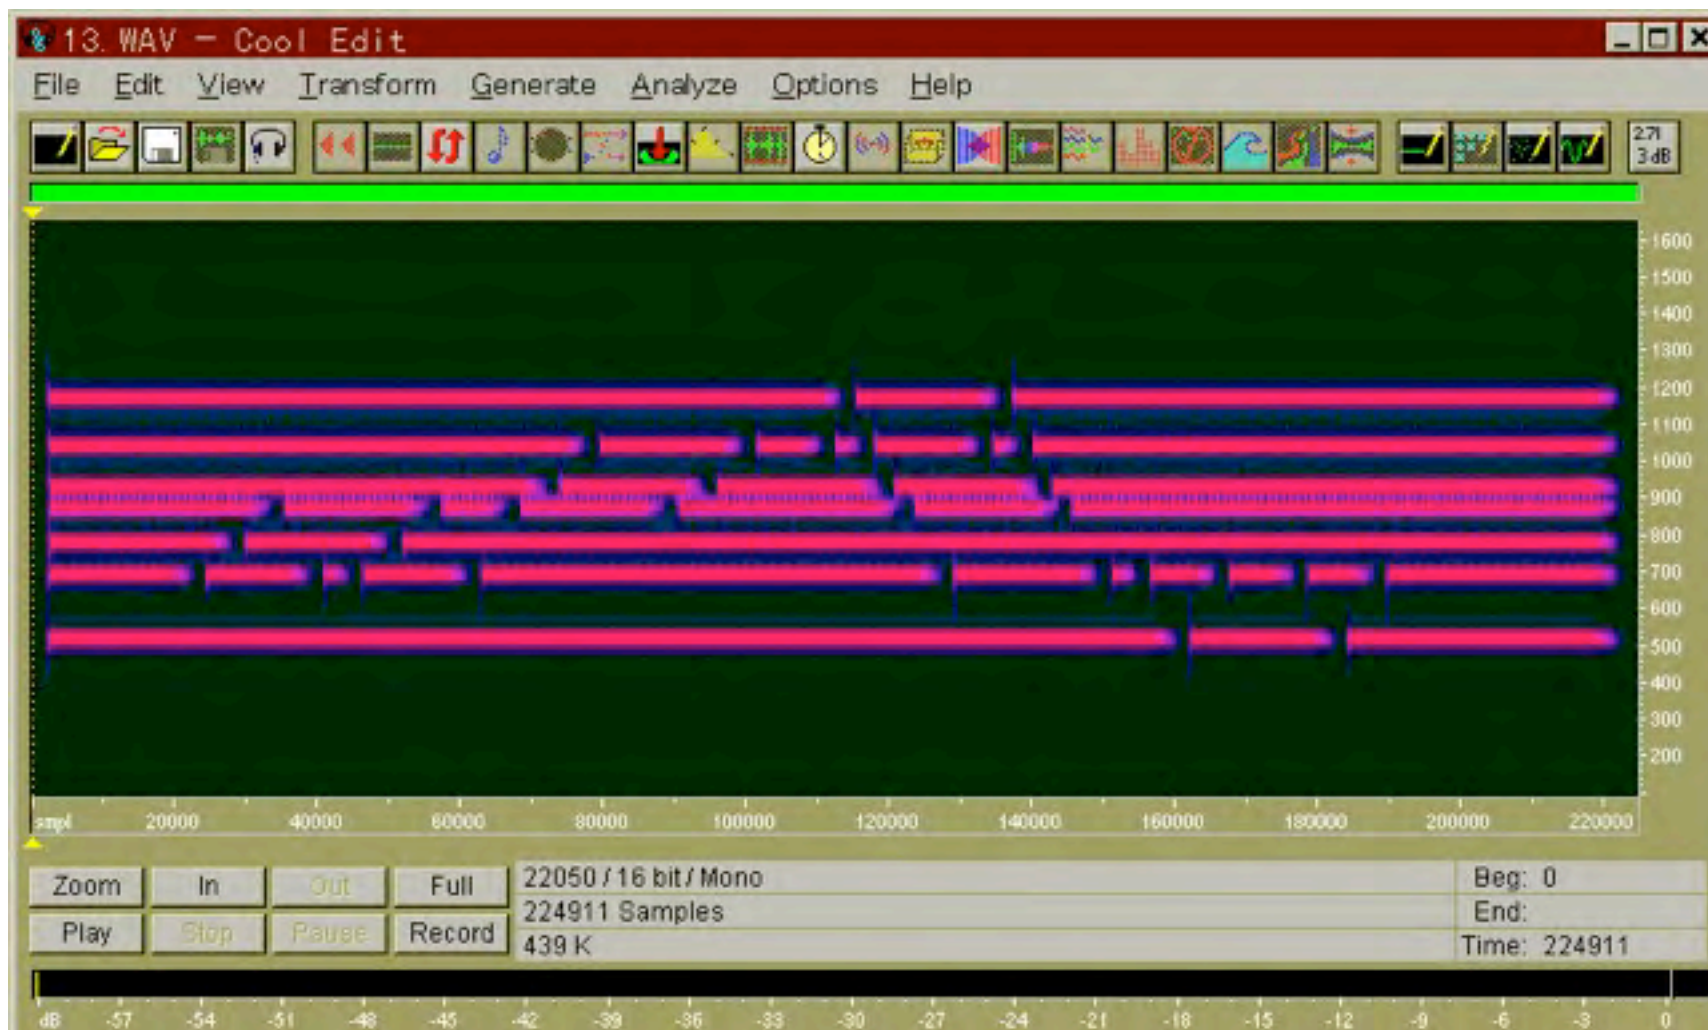 13. WAV - Cool Edit
File Edit View Transform Generate Analyze Options Help
2.71
3 dB
1600
1500
1400
1300
1200
1100
1000
900
800
700
600
500
400
300
200
smpl 20000 40000 60000 80000 100000 120000 140000 160000 180000 200000 220000
Zoom In Out Full
22050 / 16 bit / Mono
Beg: 0
224911 Samples
End:
Play Stop Pause Record
439 K
Time: 224911
dB -57 -54 -51 -48 -45 -42 -39 -36 -33 -30 -27 -24 -21 -18 -15 -12 -9 -6 -3 0